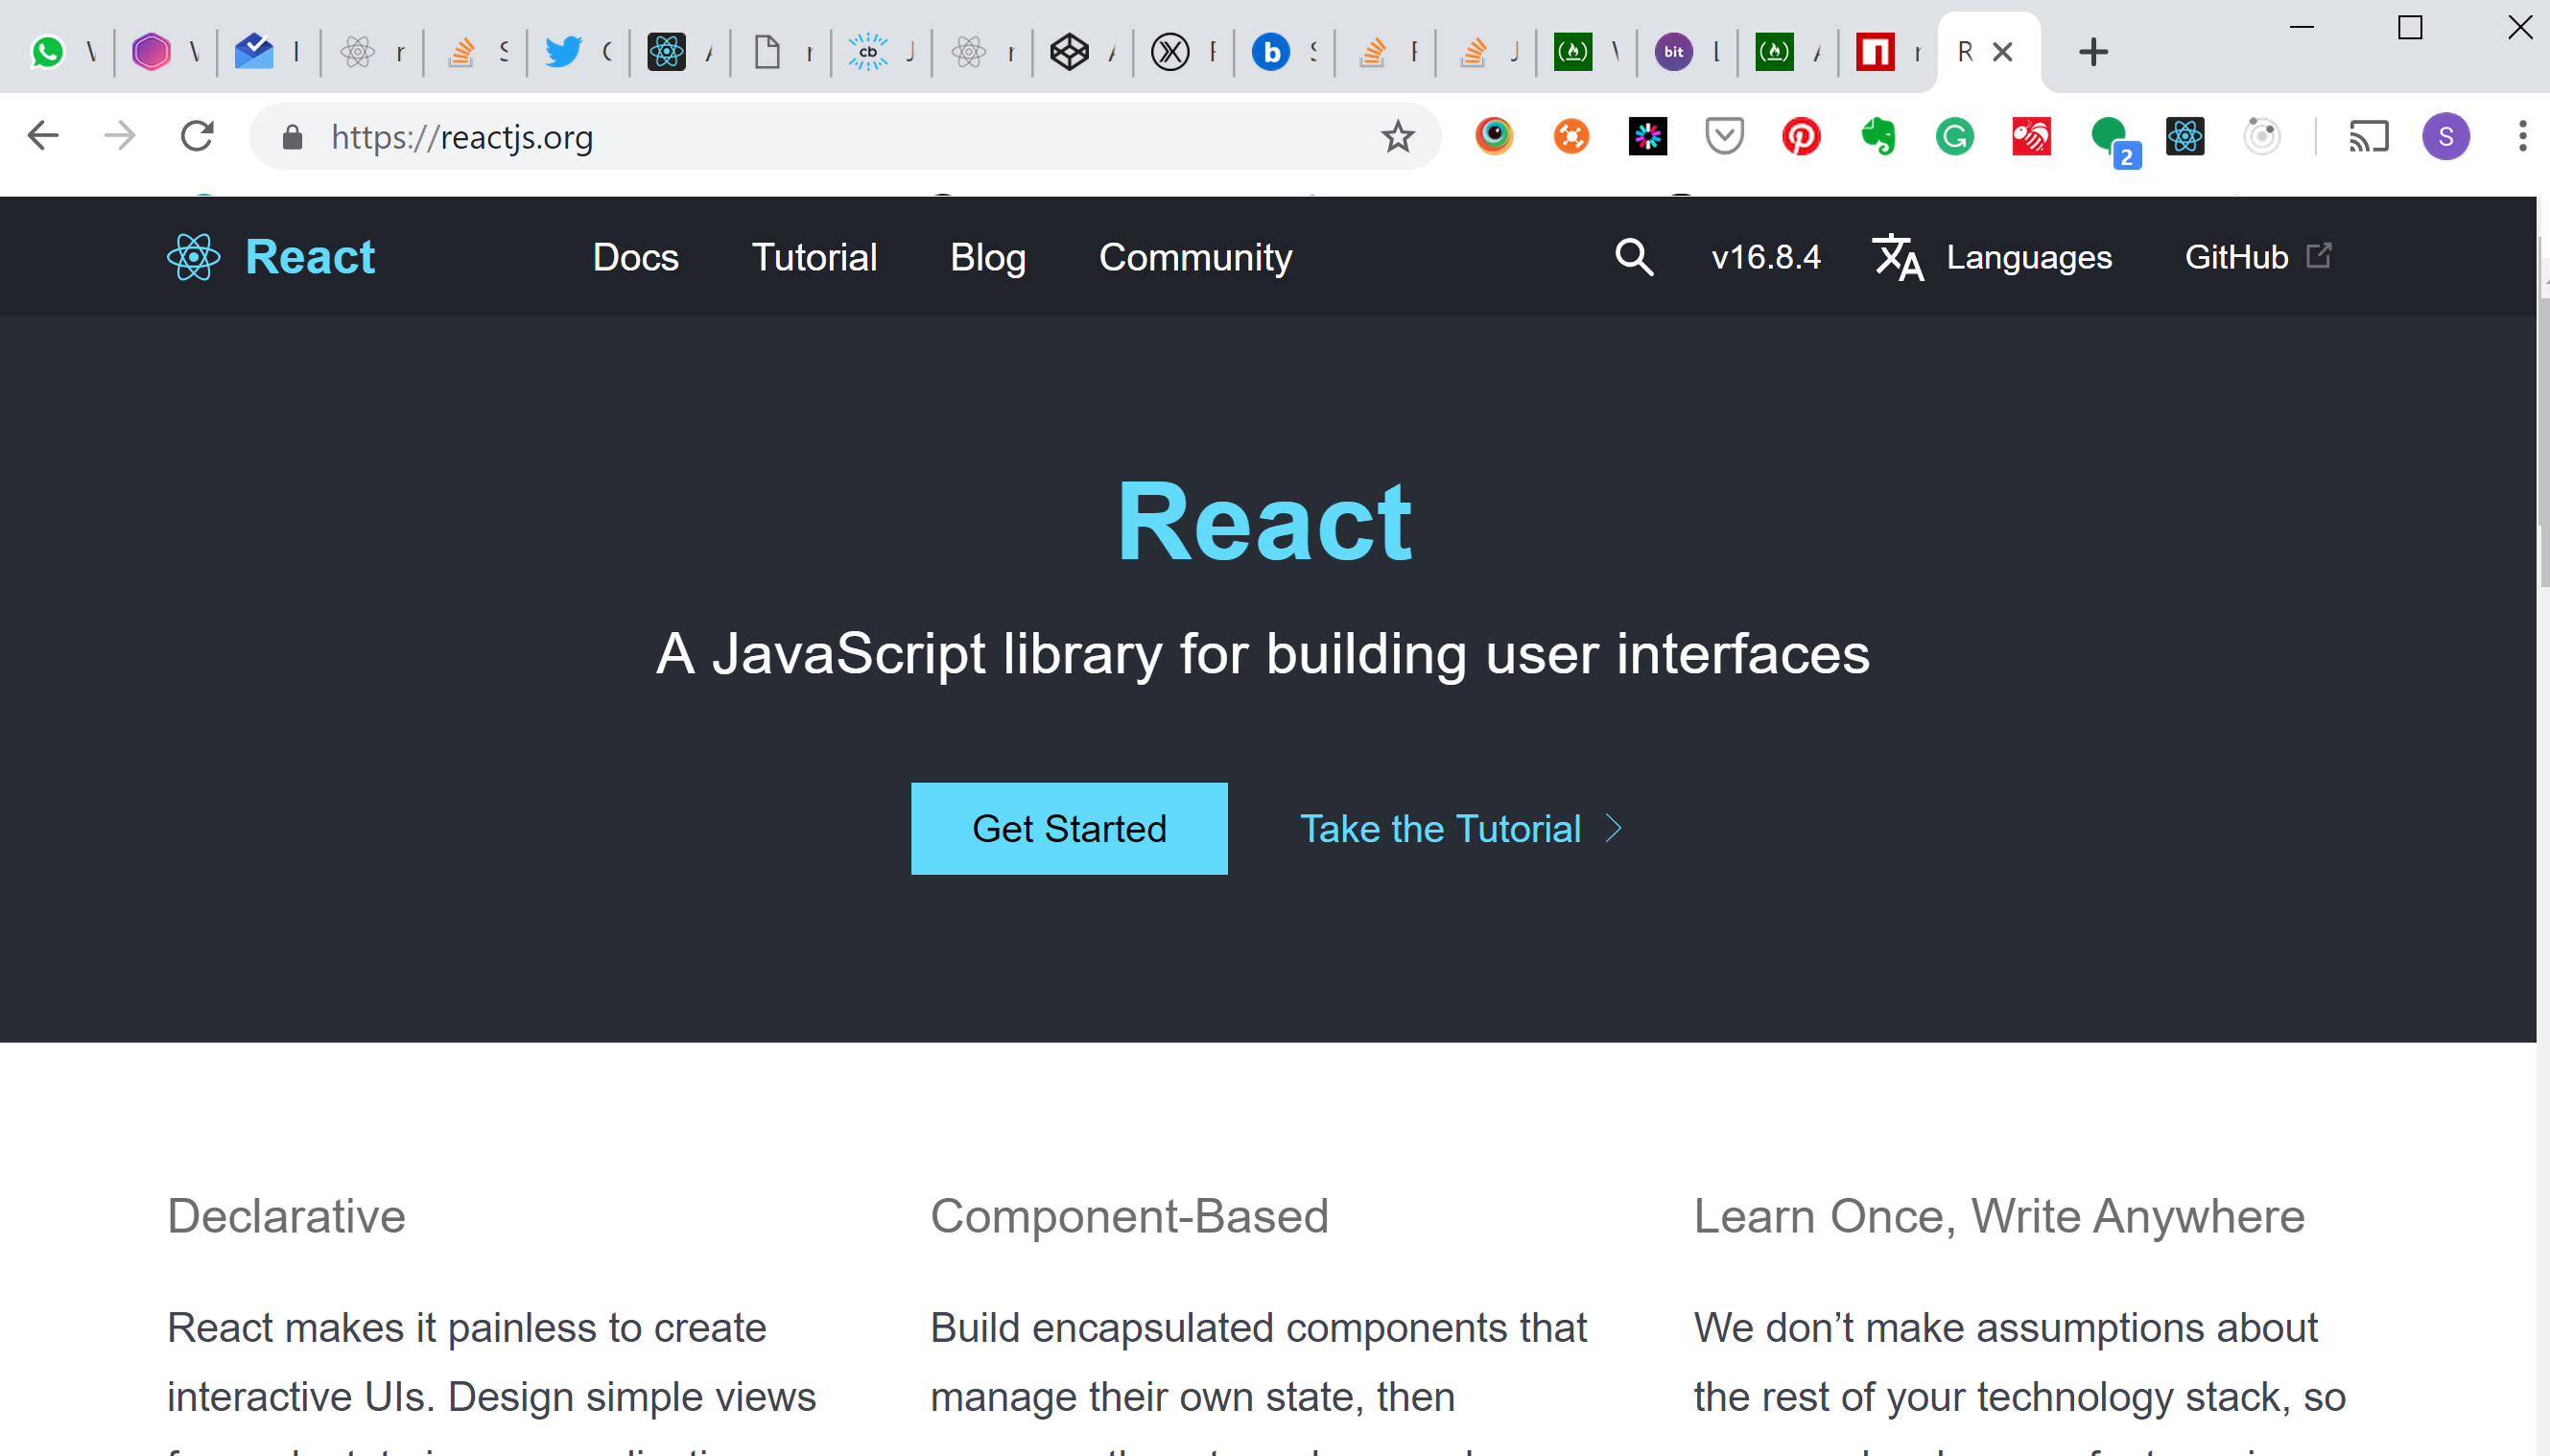 https://reactjs.org
S
2
cb
b
bit
R
React
Docs
Tutorial
Blog
Community
v16.8.4
Languages
GitHub
React
A JavaScript library for building user interfaces
Get Started
Take the Tutorial
Declarative
React makes it painless to create
interactive UIs. Design simple views
Component-Based
Build encapsulated components that
manage their own state, then
Learn Once, Write Anywhere
We don’t make assumptions about
the rest of your technology stack, so